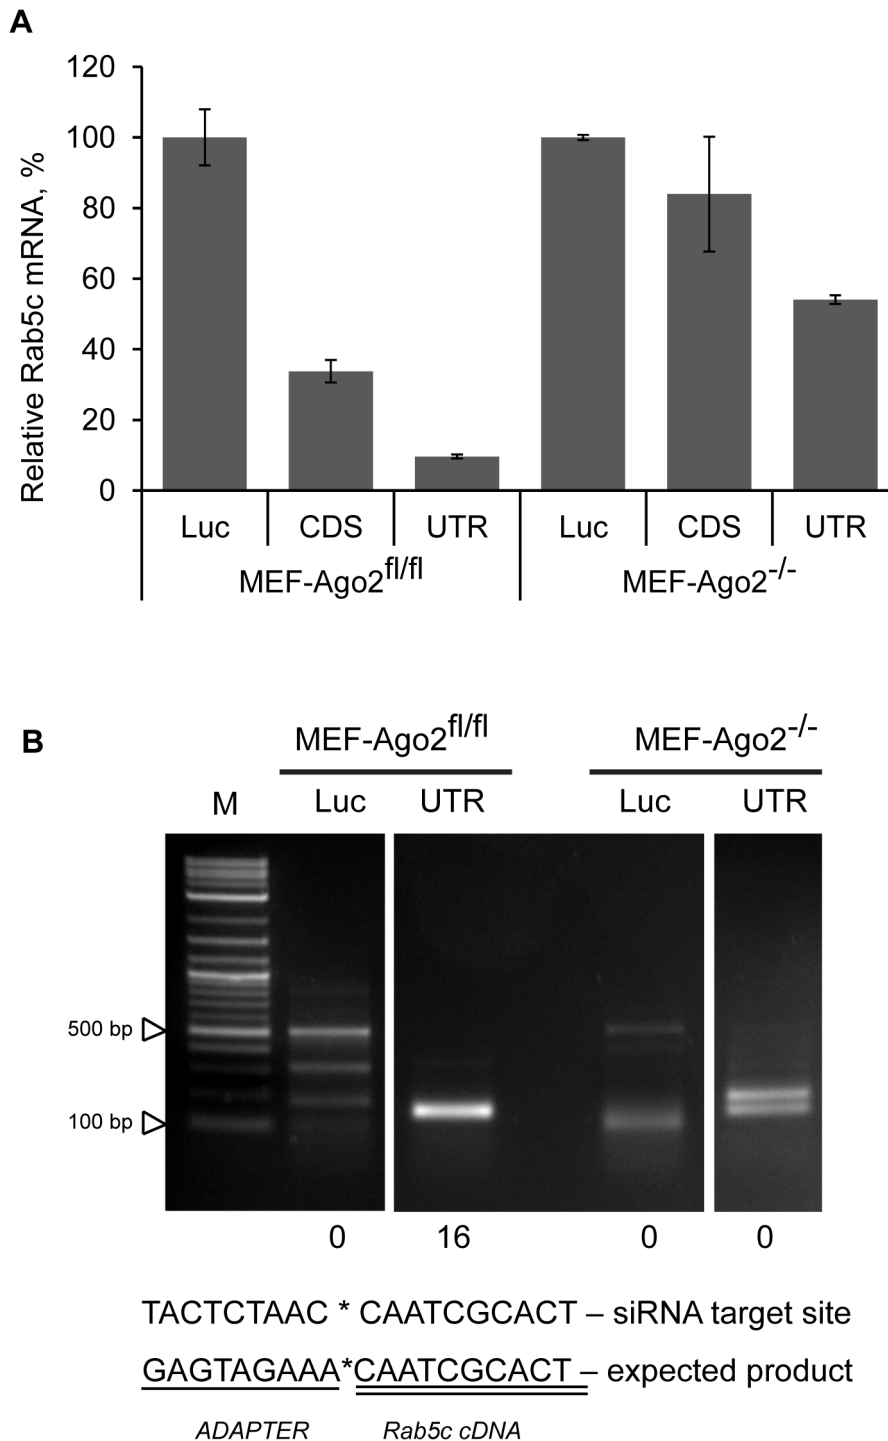 A
Relative Rab5c mRNA, %
120
100
80
60
40
20
0
Luc CDS UTR Luc CDS UTR
MEF-Ago2fl/fl MEF-Ago2-/-
B
MEF-Ago2fl/fl MEF-Ago2-/-
M Luc UTR Luc UTR
500 bp
100 bp
0 16 0 0
TACTCTAAC * CAATCGCACT – siRNA target site
GAGTAGAAA*CAATCGCACT – expected product
ADAPTER Rab5c cDNA